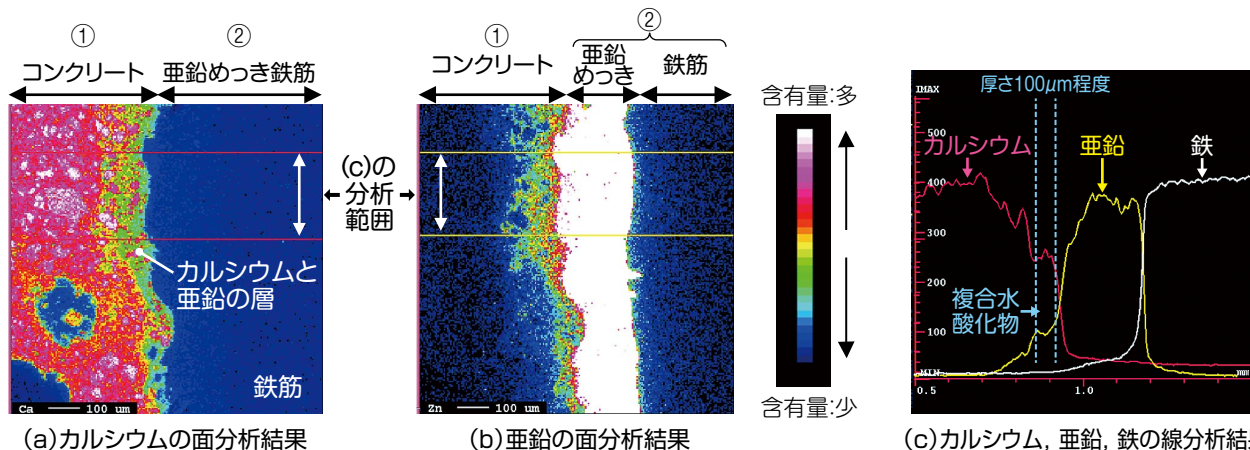 ①
②
コンクリート
亜鉛めっき鉄筋
カルシウムと
亜鉛の層
鉄筋
Ca
100 um
(a)カルシウムの面分析結果
(c)の
分析
範囲
①
②
コンクリート
亜鉛
めっき
鉄筋
Zn
100 um
(b)亜鉛の面分析結果
含有量:多
含有量:少
IMAX
厚さ100μm程度
500
カルシウム
亜鉛
鉄
400
300
200
複合水
酸化物
100
MIN
0.5
1.0
mm
(c)カルシウム, 亜鉛, 鉄の線分析結